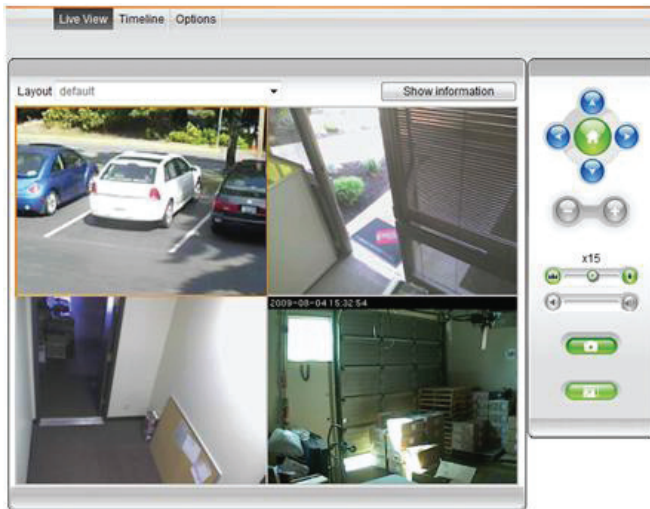 Live View Timeline Options
Layout default Show information
x15
2009-08-04 15:32:54